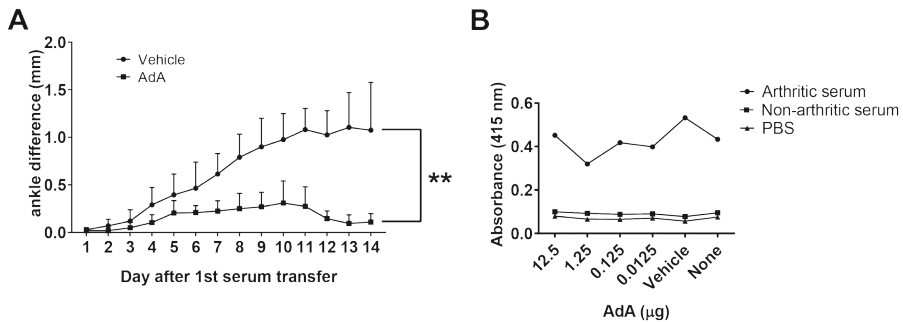 A
ankle difference (mm)
2.0
1.5
1.0
0.5
0.0
Vehicle
AdA
**
1 2 3 4 5 6 7 8 9 10 11 12 13 14
Day after 1st serum transfer
B
Absorbance (415 nm)
0.6
0.4
0.2
0.0
Arthritic serum
Non-arthritic serum
PBS
12.5
1.25
0.125
0.0125
Vehicle
None
AdA (μg)